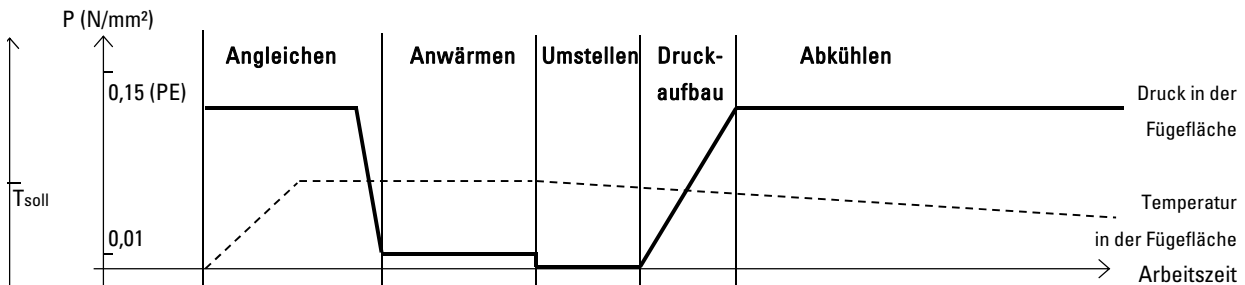 P (N/mm²)
Angleichen
Anwärmen
Umstellen
Druck-
aufbau
Abkühlen
0,15 (PE)
Druck in der
Fügefläche
Tsoll
Temperatur
in der Fügefläche
0,01
Arbeitszeit